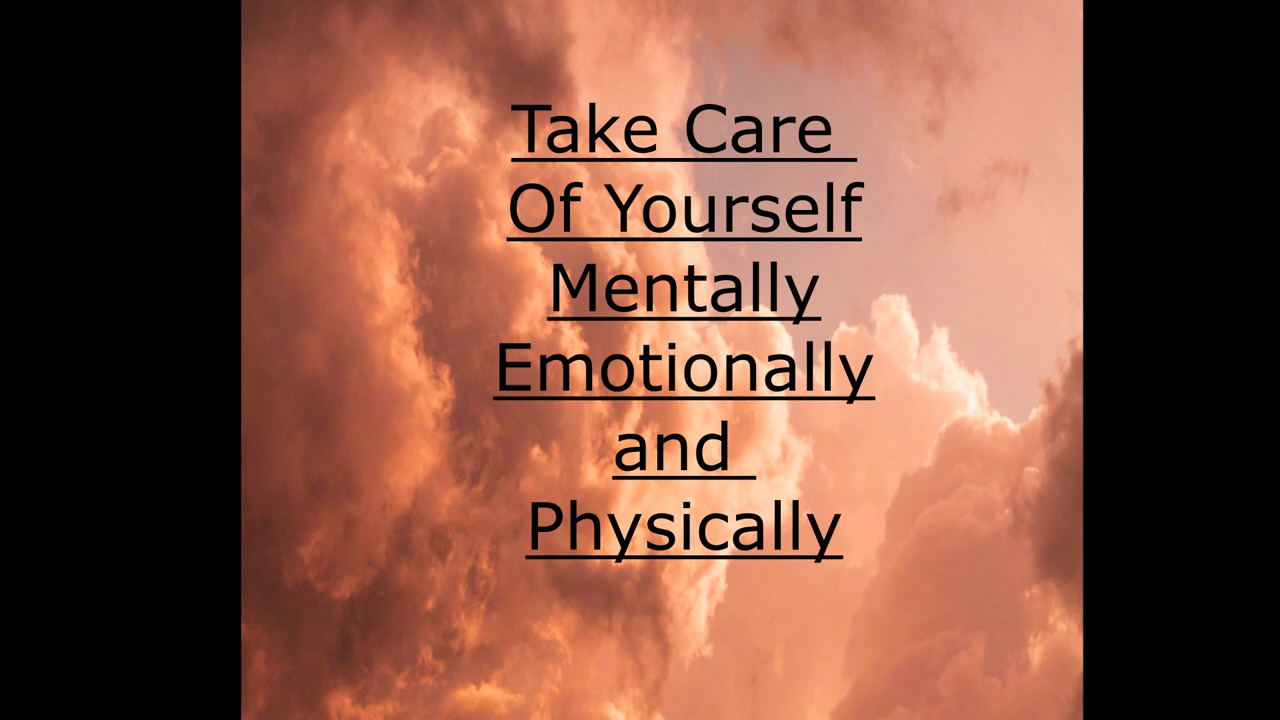 Take Care
Of Yourself
Mentally
Emotionally
and
Physically